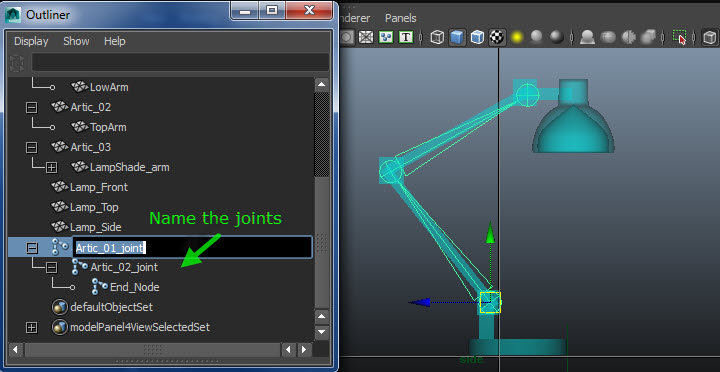 Outliner
Display Show Help
LowArm
Artic_02
TopArm
Artic_03
LampShade_arm
Lamp_Front
Lamp_Top
Lamp_Side
Name the joints
Artic_01_joint
Artic_02_joint
End_Node
defaultObjectSet
modelPanel4ViewSelectedSet
Panels
side